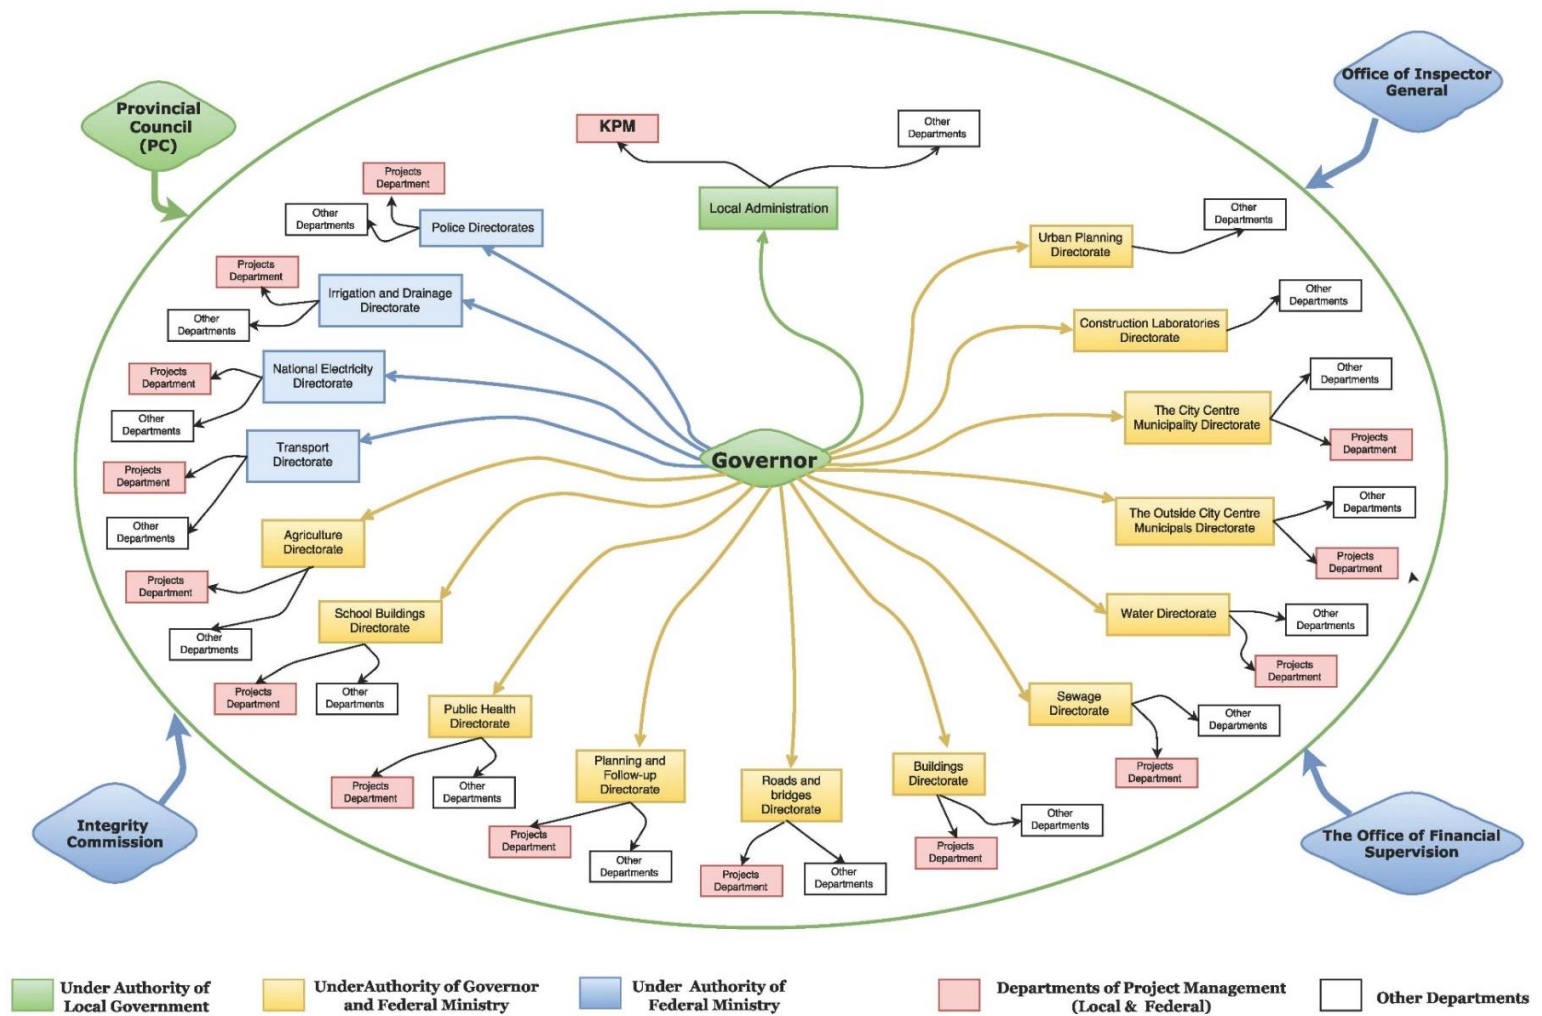 Office of Inspector
General
Provincial
Council
(PC)
KPM
Other
Departments
Local Administration
Projects
Department
Other
Departments
Police Directorates
Projects
Department
Irrigation and Drainage
Directorate
Other
Departments
Projects
Department
National Electricity
Directorate
Other
Departments
Projects
Department
Transport
Directorate
Other
Departments
Urban Planning
Directorate
Other
Departments
Construction Laboratories
Directorate
Other
Departments
The City Centre
Municipality Directorate
Other
Departments
Projects
Department
Governor
The Outside City Centre
Municipals Directorate
Other
Departments
Projects
Department
Agriculture
Directorate
Projects
Department
Other
Departments
School Buildings
Directorate
Projects
Department
Other
Departments
Water Directorate
Other
Departments
Projects
Department
Public Health
Directorate
Projects
Department
Other
Departments
Planning and
Follow-up
Directorate
Projects
Department
Other
Departments
Roads and
bridges
Directorate
Projects
Department
Other
Departments
Buildings
Directorate
Other
Departments
Projects
Department
Sewage
Directorate
Other
Departments
Projects
Department
Integrity
Commission
The Office of Financial
Supervision
Under Authority of
Local Government
UnderAuthority of Governor
and Federal Ministry
Under Authority of
Federal Ministry
Departments of Project Management
(Local & Federal)
Other Departments